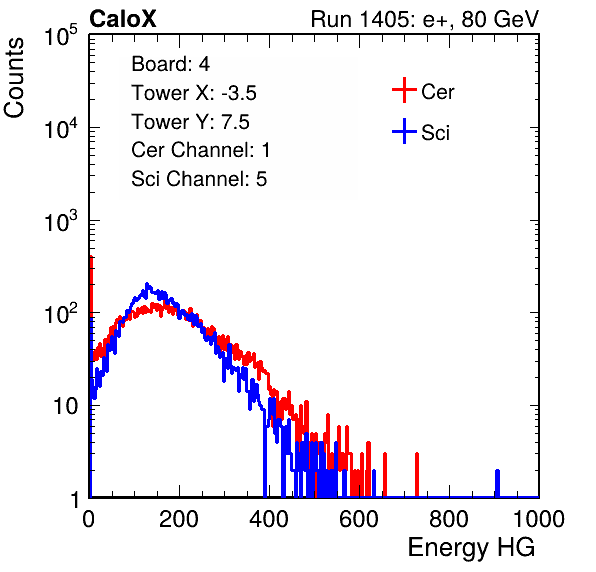 CaloX Run 1405: e+, 80 GeV
Counts
Board: 4
Tower X: -3.5
Tower Y: 7.5
Cer Channel: 1
Sci Channel: 5
Cer
Sci
10^5
10^4
10^3
10^2
10
1
0 200 400 600 800 1000
Energy HG